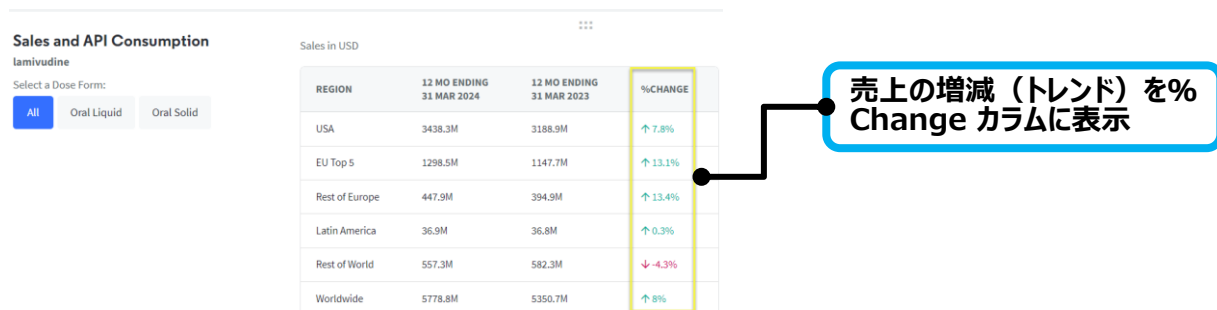 Sales and API Consumption
lamivudine
Select a Dose Form:
All Oral Liquid Oral Solid
Sales in USD
REGION 12 MO ENDING 31 MAR 2024 12 MO ENDING 31 MAR 2023 %CHANGE
USA 3438.3M 3188.9M ↑ 7.8%
EU Top 5 1298.5M 1147.7M ↑ 13.1%
Rest of Europe 447.9M 394.9M ↑ 13.4%
Latin America 36.9M 36.8M ↑ 0.3%
Rest of World 557.3M 582.3M ↓ -4.3%
Worldwide 5778.8M 5350.7M ↑ 8%
売上の増減（トレンド）を%
Change カラムに表示